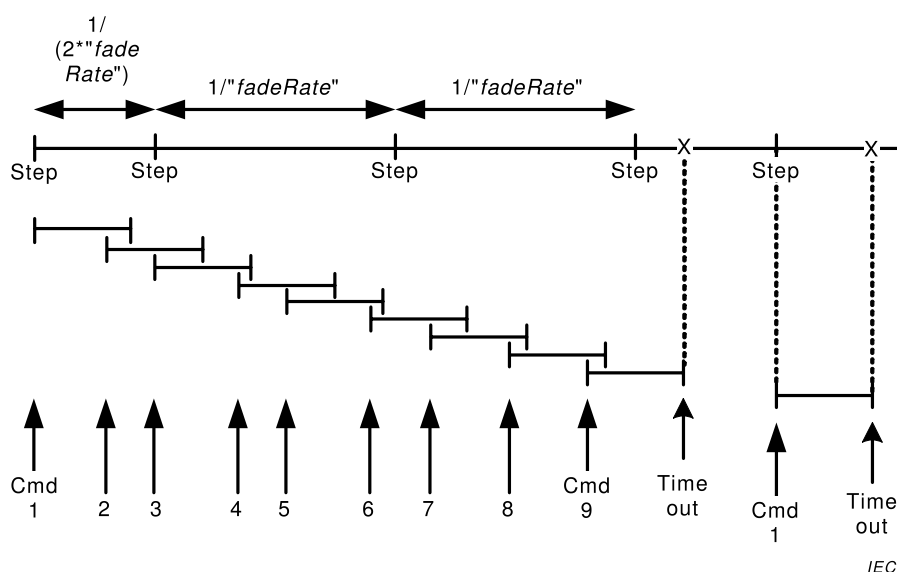 1/
(2*"fade
Rate")
1/"fadeRate"
1/"fadeRate"
X
X
Step
Step
Step
Step
Step
Cmd
1
2
3
4
5
6
7
8
Cmd
9
Time
out
Cmd
1
Time
out
IEC